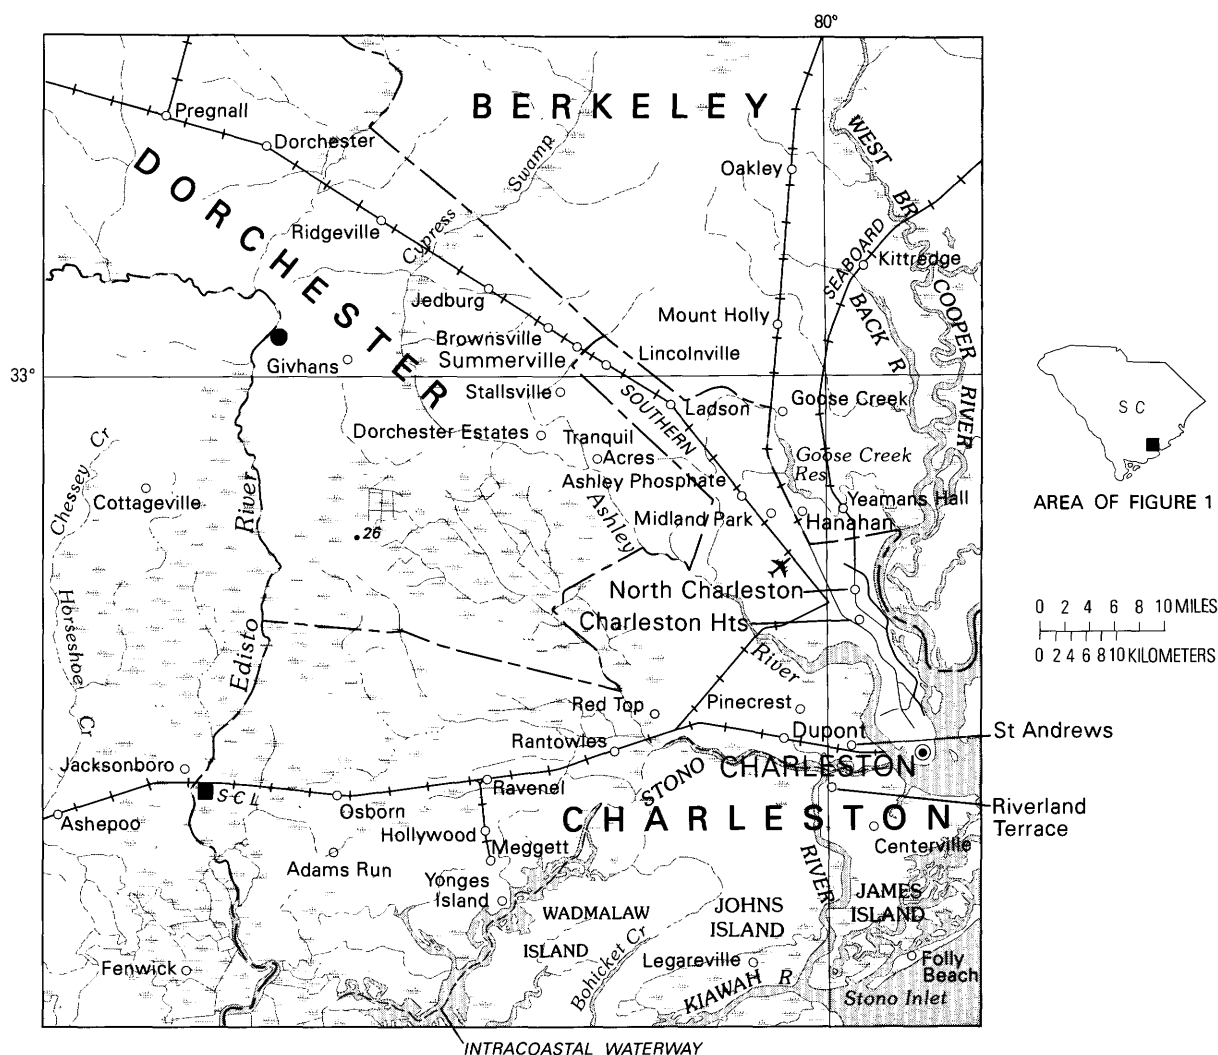 80°
BERKELEY
Pregnall
Dorchester
WEST
BR
COOPER
RIVER
Oakley
Swamp
Cypress
DORCHESTER
Ridgeville
SEABOARD
Kittredge
BACK R
Jedburg
Mount Holly
Brownsville
Summerville
Lincolnville
Givhans
33°
Stallsville
SOUTHERN
Ladson
Goose Creek
Dorchester Estates
Tranquil
Acres
Goose Creek
Res
Ashley Phosphate
Chessey Cr
Cottageville
Yeamans Hall
Midland Park
Hanahan
Ashley
River
26
North Charleston
Charleston Hts
Horseshoe
Cr
Edisto
River
Pinecrest
Red Top
Dupont
St Andrews
Rantowles
Jacksonboro
CHARLESTON
STONO
RIVER
SCL
Ravenel
Osborn
Ashepoo
CHARLESTON
Riverland
Terrace
Hollywood
Meggett
Centerville
Adams Run
Yonges
Island
WADMALAW
ISLAND
JOHNS
ISLAND
JAMES
ISLAND
Bohicket Cr
Legareville
Fenwick
Folly
Beach
KIAWAH R
Stono Inlet
INTRACOASTAL WATERWAY
S C
AREA OF FIGURE 1
0 2 4 6 8 10 MILES
0 2 4 6 8 10 KILOMETERS